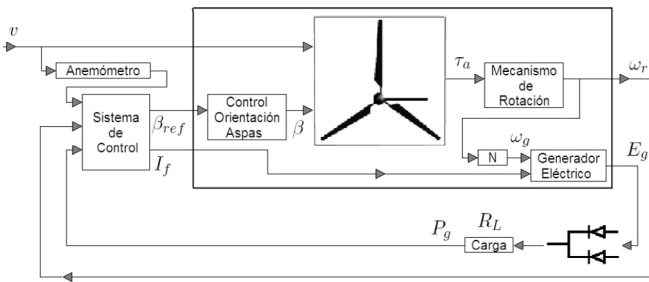 v
Anemómetro
Sistema
de
Control
β_ref
I_f
Control
Orientación
Aspas
β
τ_a
Mecanismo
de
Rotación
ω_r
N
ω_g
Generador
Eléctrico
E_g
P_g
R_L
Carga